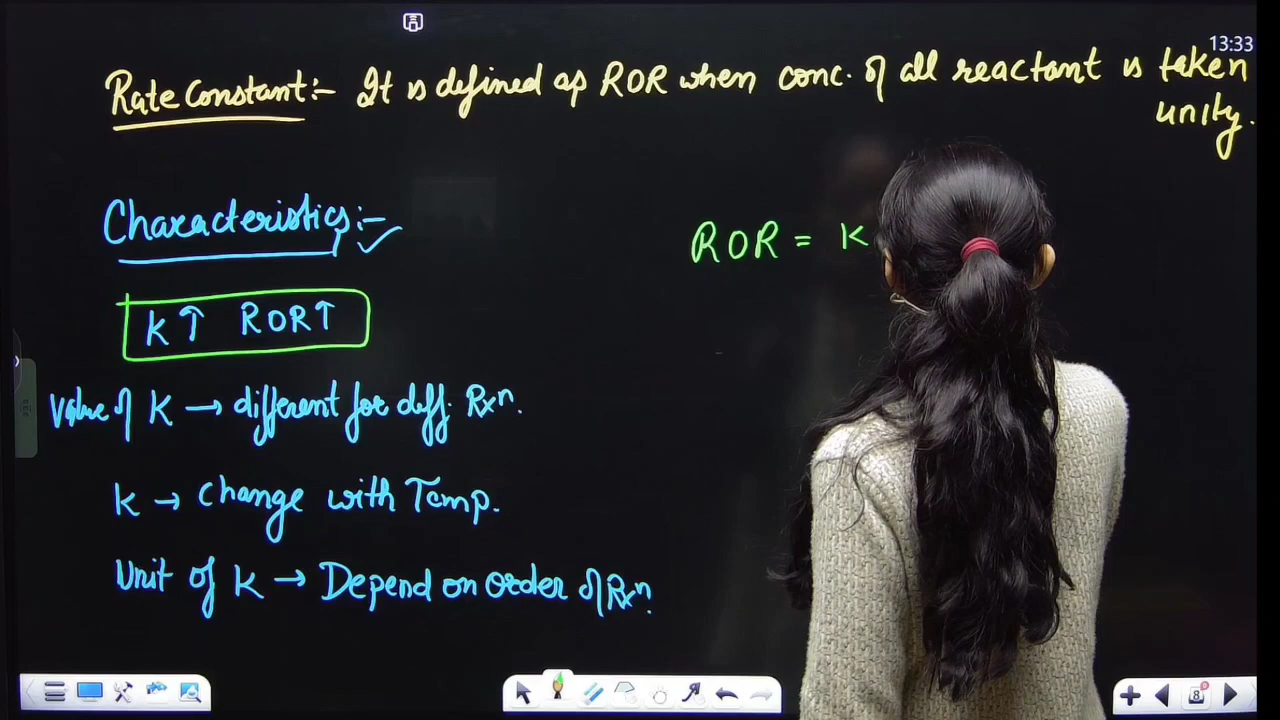 13:33
Rate Constant:- It is defined as ROR when conc. of all reactant is taken
unity.
Characteristics:-
ROR = K
K↑ ROR↑
Value of K → different for diff. Rxⁿ.
K → Change with Temp.
Unit of K → Depend on order of Rxⁿ.
8